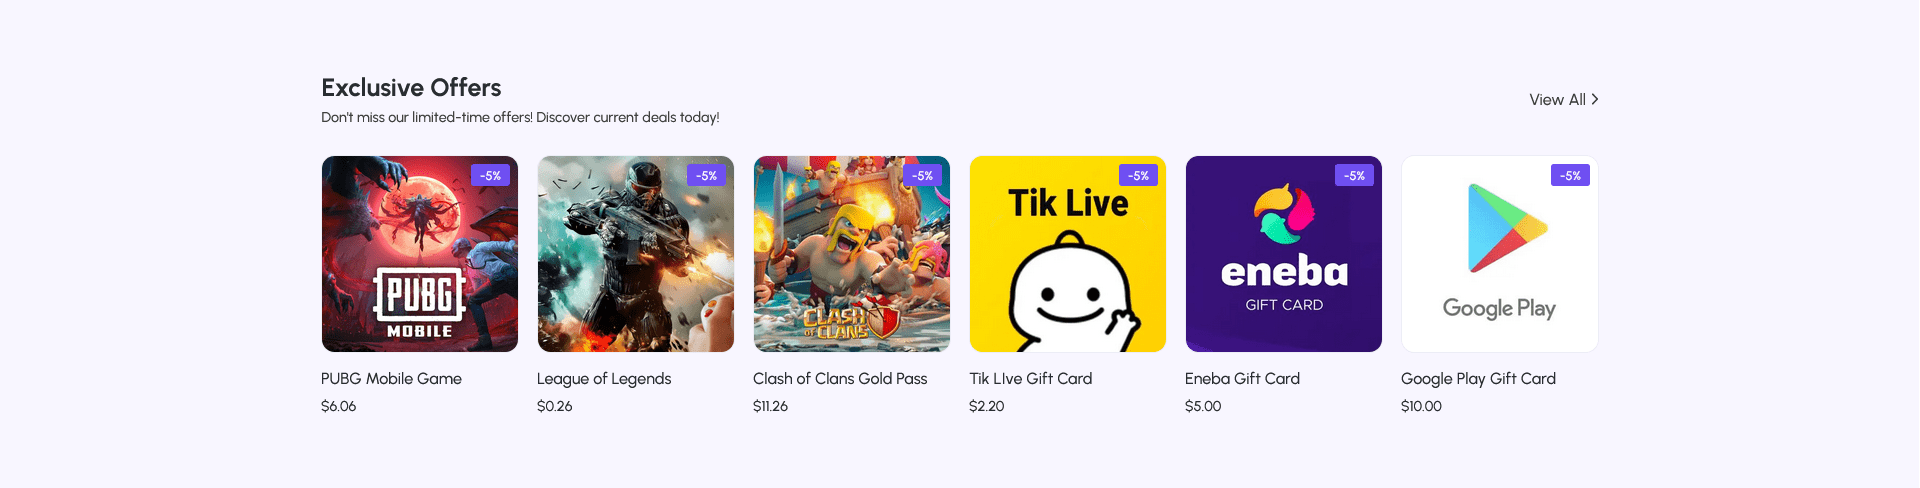 Exclusive Offers
Don't miss our limited-time offers! Discover current deals today!
View All
-5%
PUBG
MOBILE
PUBG Mobile Game
$6.06
-5%
League of Legends
$0.26
-5%
CLASH
OF CLANS
Clash of Clans Gold Pass
$11.26
-5%
Tik Live
Tik LIve Gift Card
$2.20
-5%
eneba
GIFT CARD
Eneba Gift Card
$5.00
-5%
Google Play
Google Play Gift Card
$10.00